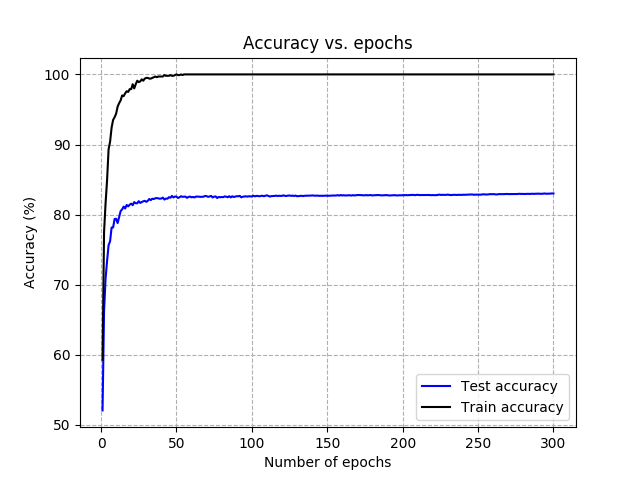 Accuracy vs. epochs
100
90
80
70
60
50
Accuracy (%)
Test accuracy
Train accuracy
0 50 100 150 200 250 300
Number of epochs